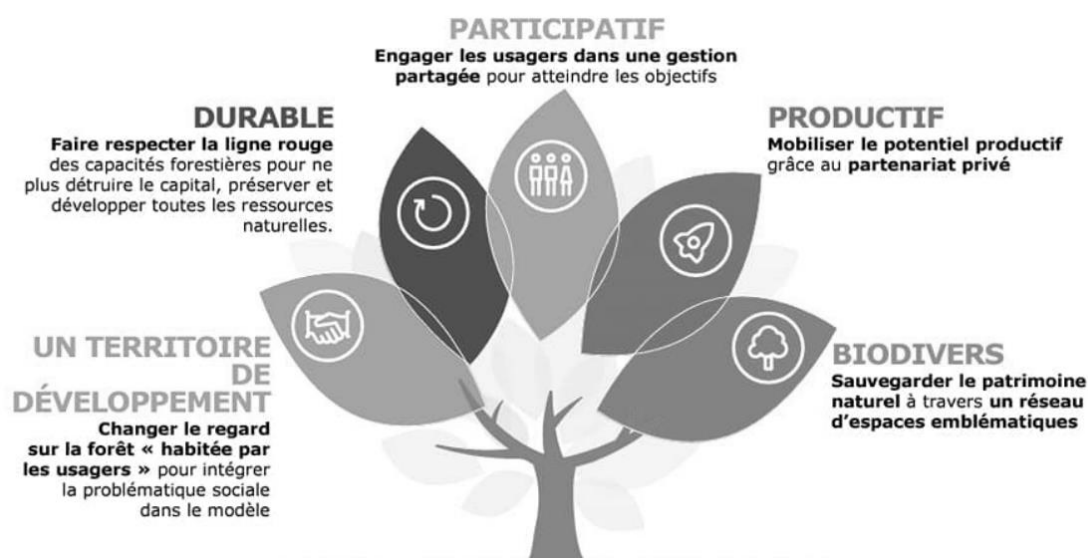 PARTICIPATIF
Engager les usagers dans une gestion
partagée pour atteindre les objectifs
DURABLE
Faire respecter la ligne rouge
des capacités forestières pour ne
plus détruire le capital, préserver et
développer toutes les ressources
naturelles.
PRODUCTIF
Mobiliser le potentiel productif
grâce au partenariat privé
UN TERRITOIRE
DE
DÉVELOPPEMENT
Changer le regard
sur la forêt « habitée par
les usagers » pour intégrer
la problématique sociale
dans le modèle
BIODIVERS
Sauvegarder le patrimoine
naturel à travers un réseau
d’espaces emblématiques